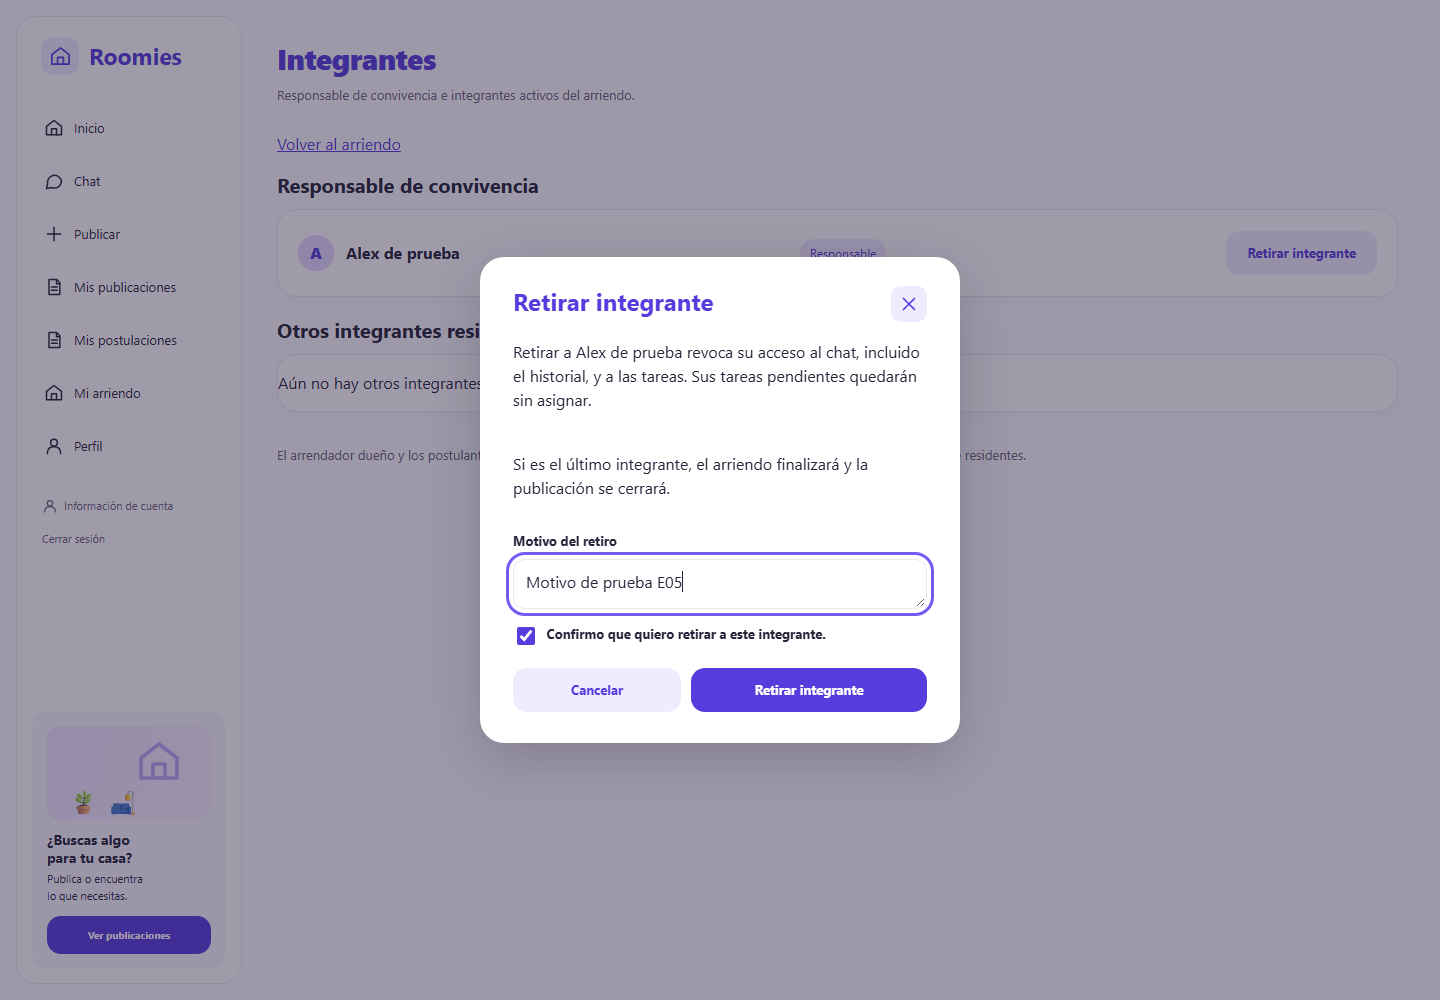 Roomies
Inicio
Chat
Publicar
Mis publicaciones
Mis postulaciones
Mi arriendo
Perfil
Información de cuenta
Cerrar sesión
¿Buscas algo
para tu casa?
Publica o encuentra
lo que necesitas.
Ver publicaciones
Integrantes
Responsable de convivencia e integrantes activos del arriendo.
Volver al arriendo
Responsable de convivencia
A
Alex de prueba
Responsable
Retirar integrante
Otros integrantes
Aún no hay otros integrantes
El arrendador dueño y los
residentes.
Retirar integrante
Retirar a Alex de prueba revoca su acceso al chat, incluido
el historial, y a las tareas. Sus tareas pendientes quedarán
sin asignar.
Si es el último integrante, el arriendo finalizará y la
publicación se cerrará.
Motivo del retiro
Motivo de prueba E05
Confirmo que quiero retirar a este integrante.
Cancelar
Retirar integrante